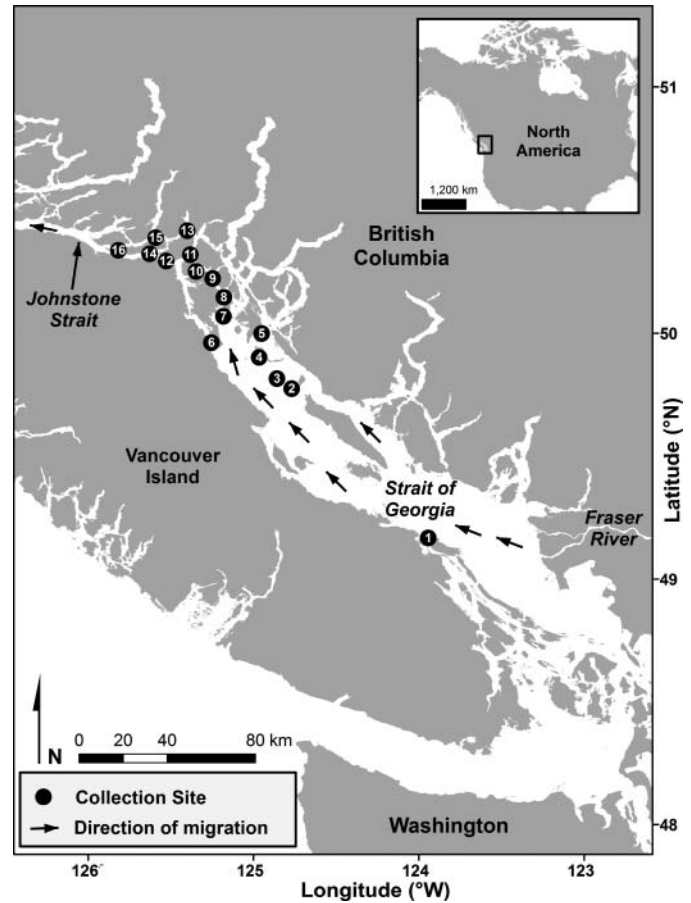 North
America
1,200 km
51
British
Columbia
13
15
11
16
14
12
10
9
8
Johnstone
Strait
7
50
5
6
4
3
2
Vancouver
Island
Strait of
Georgia
Fraser
River
1
49
Latitude (°N)
N
0 20 40 80 km
Collection Site
Direction of migration
Washington
48
126° 125 124 123
Longitude (°W)